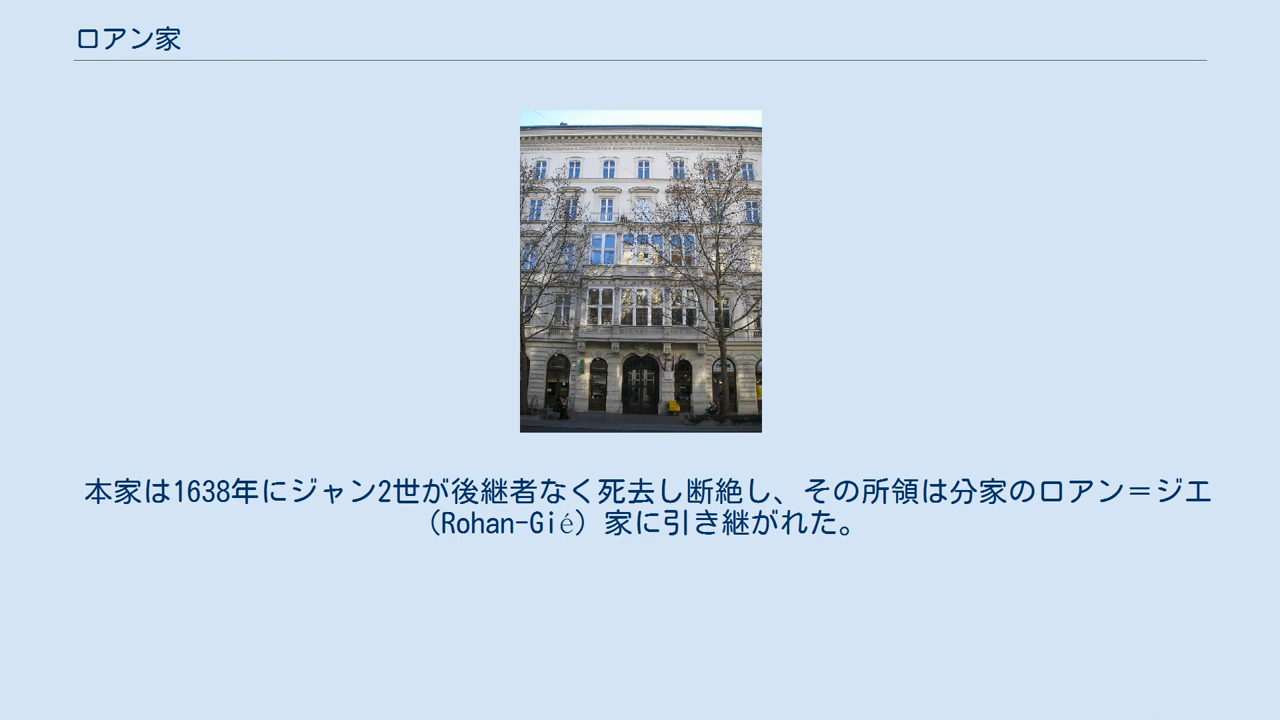 ロアン家
本家は1638年にジャン2世が後継者なく死去し断絶し、その所領は分家のロアン＝ジエ
（Rohan-Gié）家に引き継がれた。